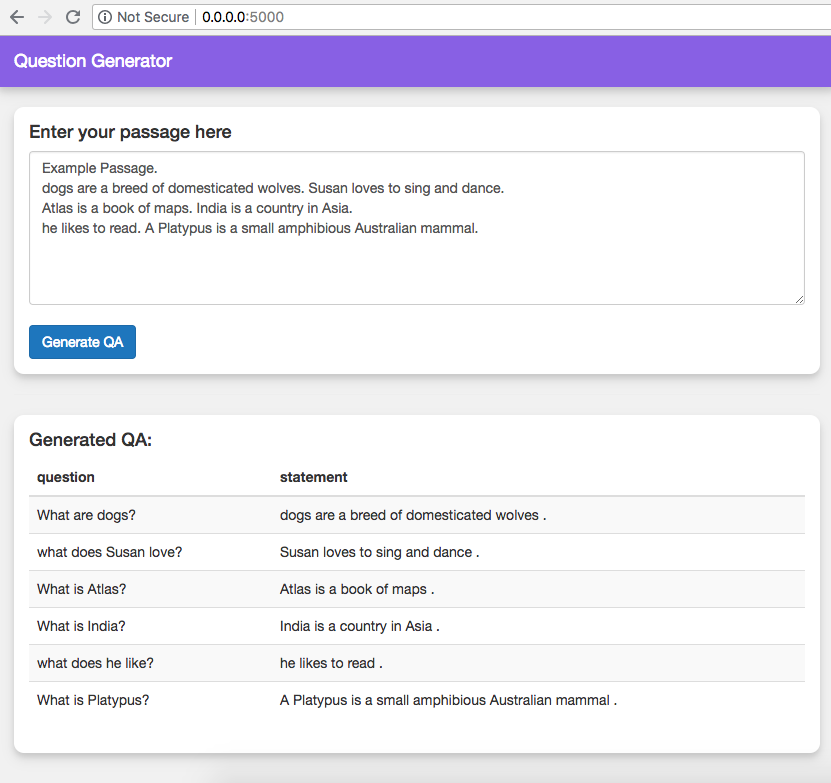 Not Secure | 0.0.0.0:5000
Question Generator
Enter your passage here
Example Passage.
dogs are a breed of domesticated wolves. Susan loves to sing and dance.
Atlas is a book of maps. India is a country in Asia.
he likes to read. A Platypus is a small amphibious Australian mammal.
Generate QA
Generated QA:
question statement
What are dogs? dogs are a breed of domesticated wolves .
what does Susan love? Susan loves to sing and dance .
What is Atlas? Atlas is a book of maps .
What is India? India is a country in Asia .
what does he like? he likes to read .
What is Platypus? A Platypus is a small amphibious Australian mammal .